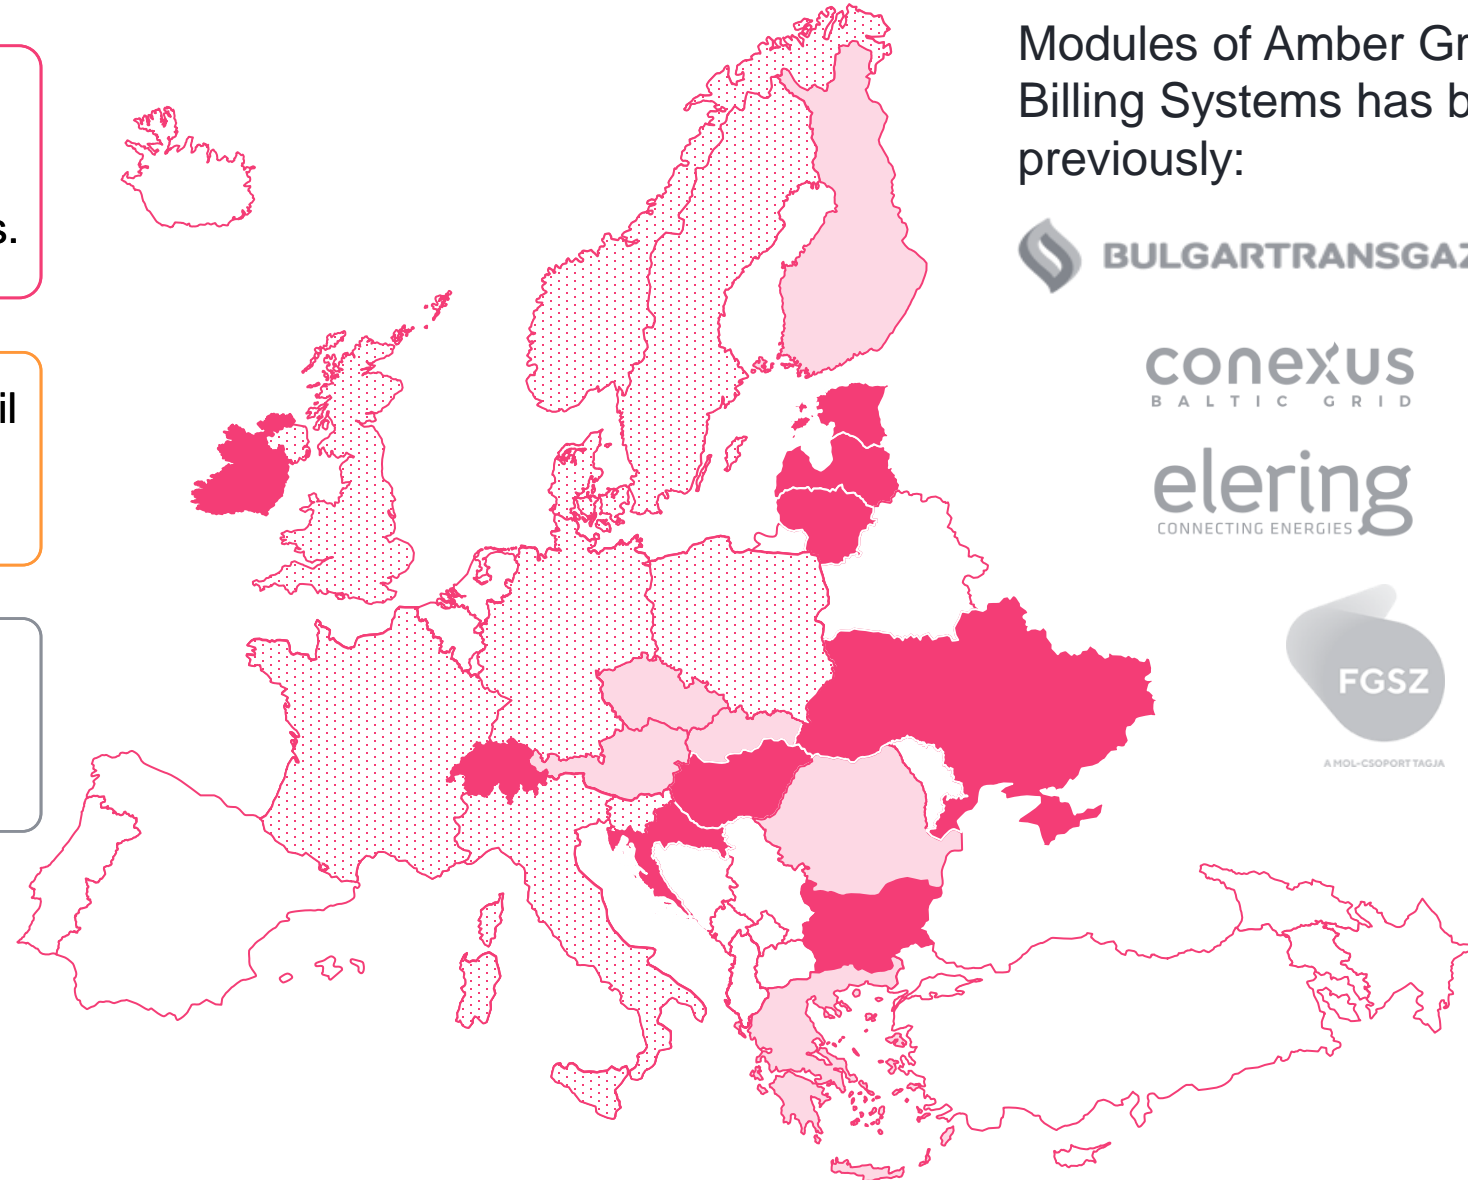 s.
il
Modules of Amber Gr
Billing Systems has b
previously:
BULGARTRANSGAZ
conexus
BALTIC GRID
elering
CONNECTING ENERGIES
FGSZ
A MOL-CSOPORT TAGJA